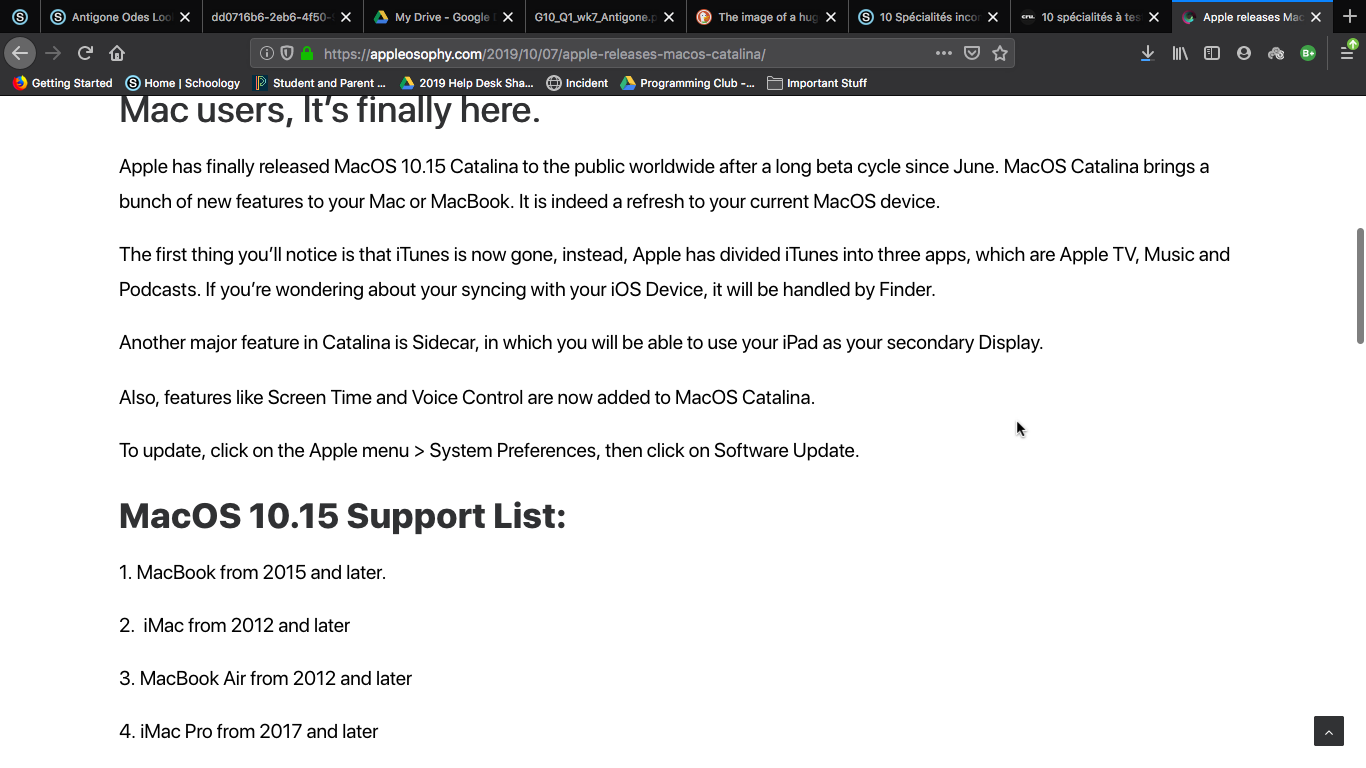 Antigone Odes Loo
dd0716b6-2eb6-4f50-
My Drive - Google
G10_Q1_wk7_Antigone.p
The image of a hug
10 Spécialités incor
10 spécialités à tes
Apple releases Mac
https://appleosophy.com/2019/10/07/apple-releases-macos-catalina/
Getting Started
Home | Schoology
Student and Parent ...
2019 Help Desk Sha...
Incident
Programming Club -...
Important Stuff
Mac users, It’s finally here.
Apple has finally released MacOS 10.15 Catalina to the public worldwide after a long beta cycle since June. MacOS Catalina brings a
bunch of new features to your Mac or MacBook. It is indeed a refresh to your current MacOS device.
The first thing you’ll notice is that iTunes is now gone, instead, Apple has divided iTunes into three apps, which are Apple TV, Music and
Podcasts. If you’re wondering about your syncing with your iOS Device, it will be handled by Finder.
Another major feature in Catalina is Sidecar, in which you will be able to use your iPad as your secondary Display.
Also, features like Screen Time and Voice Control are now added to MacOS Catalina.
To update, click on the Apple menu > System Preferences, then click on Software Update.
MacOS 10.15 Support List:
1. MacBook from 2015 and later.
2. iMac from 2012 and later
3. MacBook Air from 2012 and later
4. iMac Pro from 2017 and later